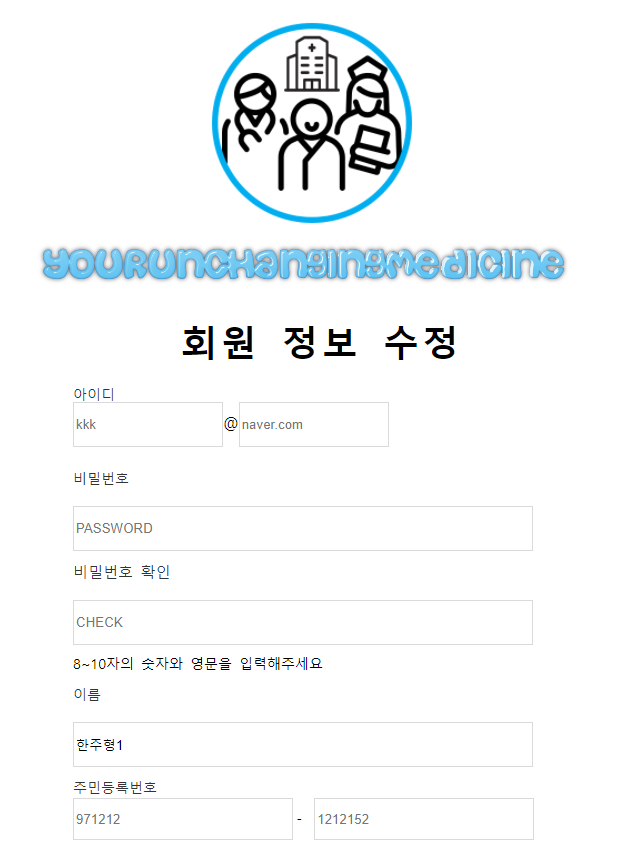 YOURUNCHANGINGMEDICINE
회원 정보 수정
아이디
kkk @ naver.com
비밀번호
PASSWORD
비밀번호 확인
CHECK
8~10자의 숫자와 영문을 입력해주세요
이름
한주형1
주민등록번호
971212 - 1212152